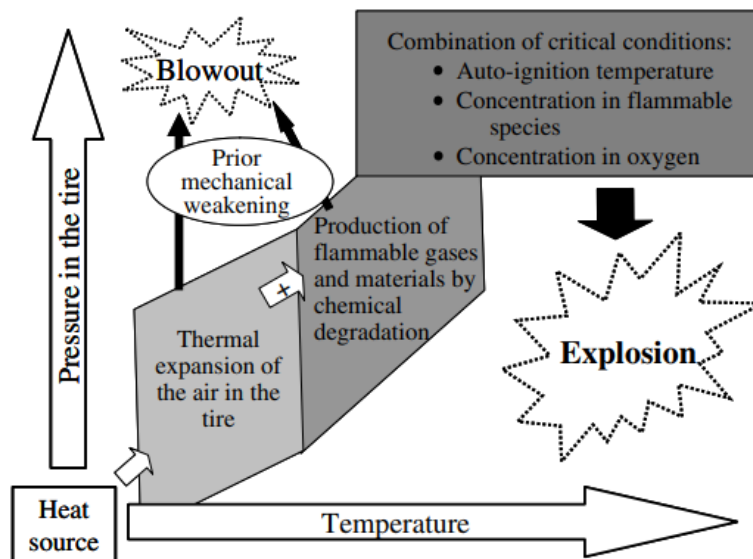 Blowout
Combination of critical conditions:
• Auto-ignition temperature
• Concentration in flammable
species
• Concentration in oxygen
Prior
mechanical
weakening
Pressure in the tire
Production of
flammable gases
and materials by
chemical
degradation
+
Thermal
expansion of
the air in the
tire
Explosion
Heat
source
Temperature